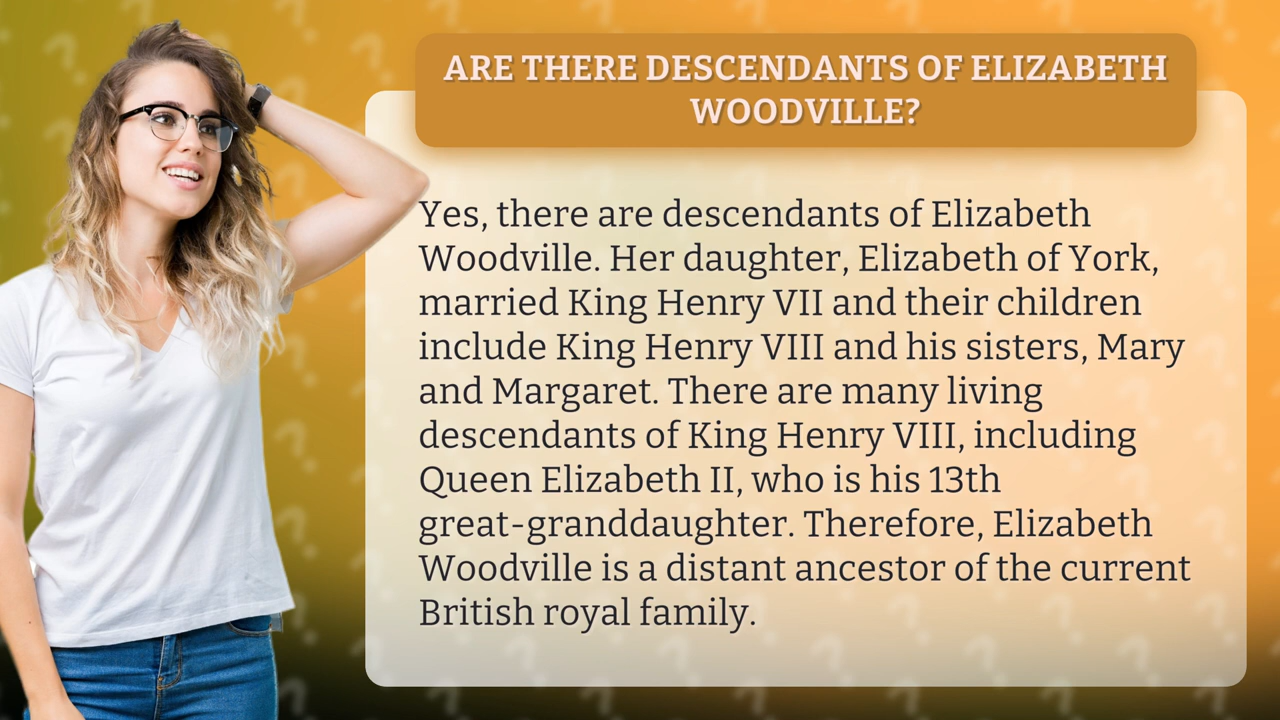 ARE THERE DESCENDANTS OF ELIZABETH
WOODVILLE?
Yes, there are descendants of Elizabeth
Woodville. Her daughter, Elizabeth of York,
married King Henry VII and their children
include King Henry VIII and his sisters, Mary
and Margaret. There are many living
descendants of King Henry VIII, including
Queen Elizabeth II, who is his 13th
great-granddaughter. Therefore, Elizabeth
Woodville is a distant ancestor of the current
British royal family.